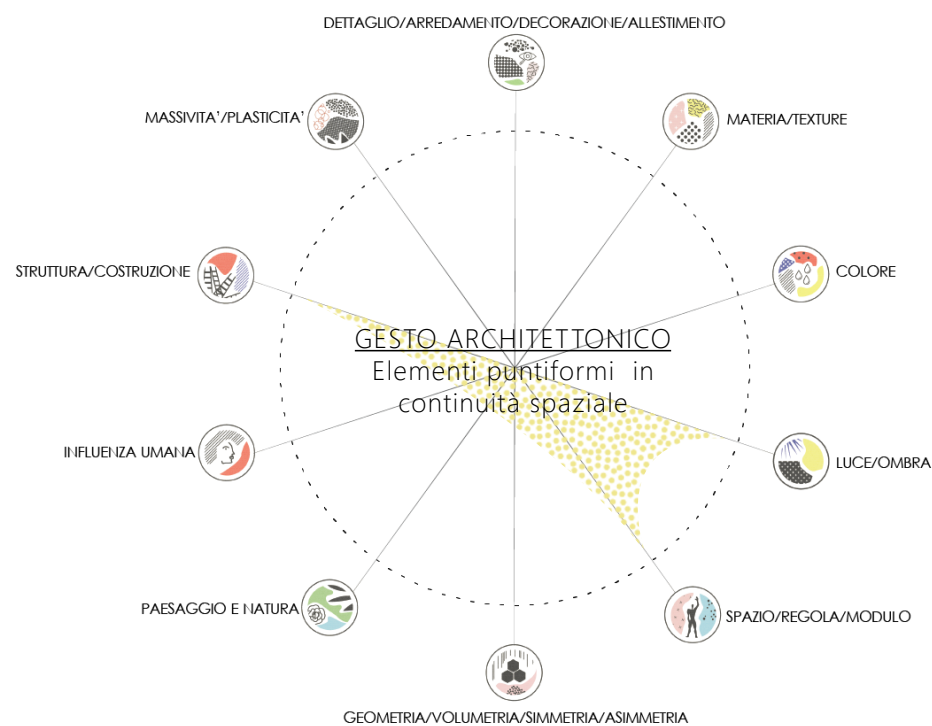 DETTAGLIO/ARREDAMENTO/DECORAZIONE/ALLESTIMENTO
MASSIVITA'/PLASTICITA'
MATERIA/TEXTURE
STRUTTURA/COSTRUZIONE
COLORE
GESTO ARCHITETTONICO
Elementi puntiformi in
continuità spaziale
INFLUENZA UMANA
LUCE/OMBRA
PAESAGGIO E NATURA
SPAZIO/REGOLA/MODULO
GEOMETRIA/VOLUMETRIA/SIMMETRIA/ASIMMETRIA